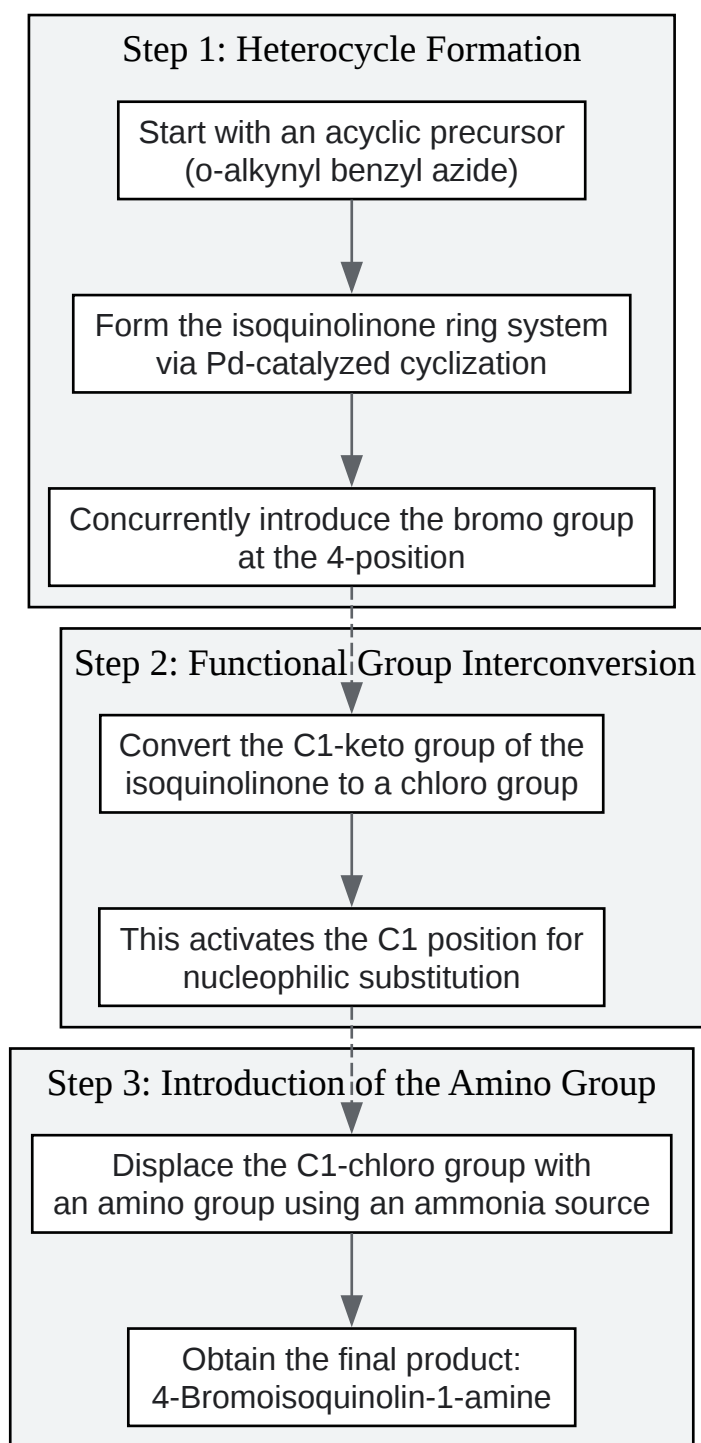 Step 1: Heterocycle Formation
Start with an acyclic precursor
(o-alkynyl benzyl azide)
Form the isoquinolinone ring system
via Pd-catalyzed cyclization
Concurrently introduce the bromo group
at the 4-position
Step 2: Functional Group Interconversion
Convert the C1-keto group of the
isoquinolinone to a chloro group
This activates the C1 position for
nucleophilic substitution
Step 3: Introduction of the Amino Group
Displace the C1-chloro group with
an amino group using an ammonia source
Obtain the final product:
4-Bromoisoquinolin-1-amine